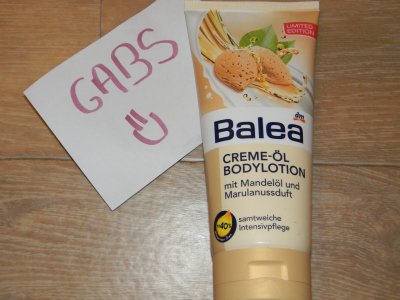 GABS
LIMITED
EDITION
dm
Balea
CREME-ÖL
BODYLOTION
mit Mandelöl und
Marulanussduft
40%
samtweiche
Intensivpflege